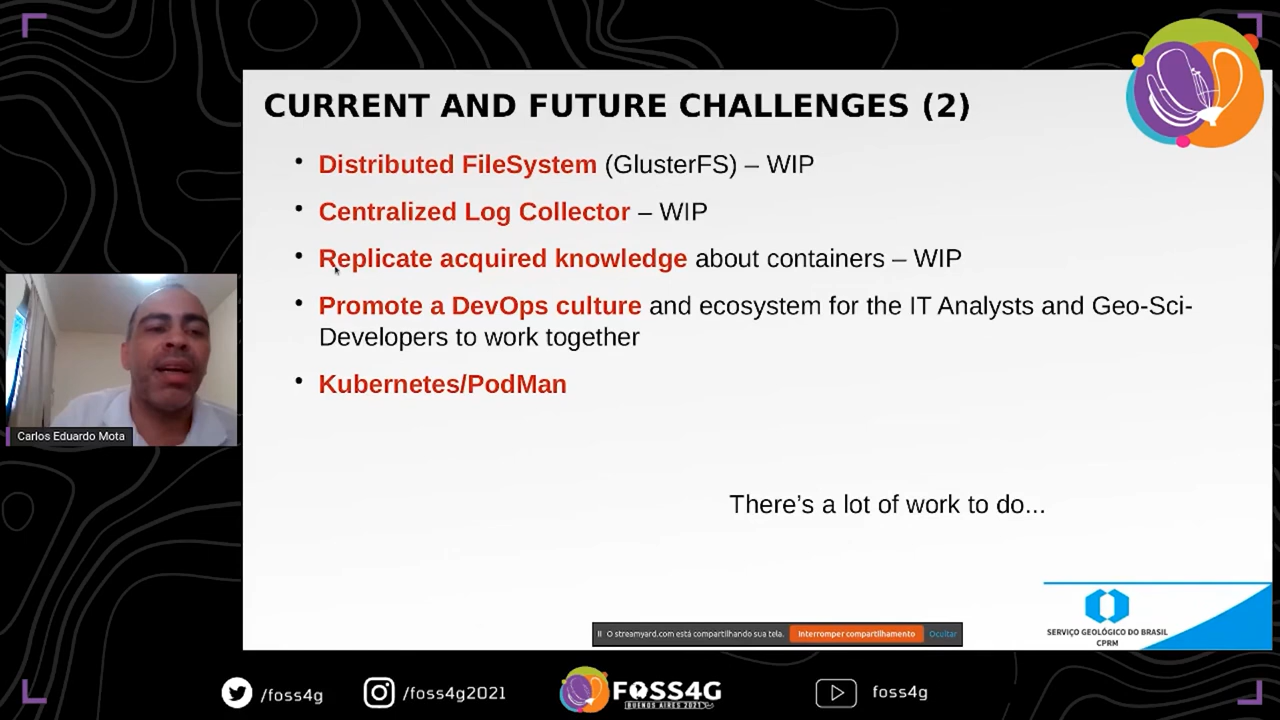 CURRENT AND FUTURE CHALLENGES (2)
• Distributed FileSystem (GlusterFS) – WIP
• Centralized Log Collector – WIP
• Replicate acquired knowledge about containers – WIP
• Promote a DevOps culture and ecosystem for the IT Analysts and Geo-Sci-
Developers to work together
• Kubernetes/PodMan
Carlos Eduardo Mota
There’s a lot of work to do...
SERVIÇO GEOLÓGICO DO BRASIL
CPRM
O streamyard.com está compartilhando sua tela. Interromper compartilhamento Ocultar
/foss4g
/foss4g2021
FOSS4G
BUENOS AIRES 2021
foss4g